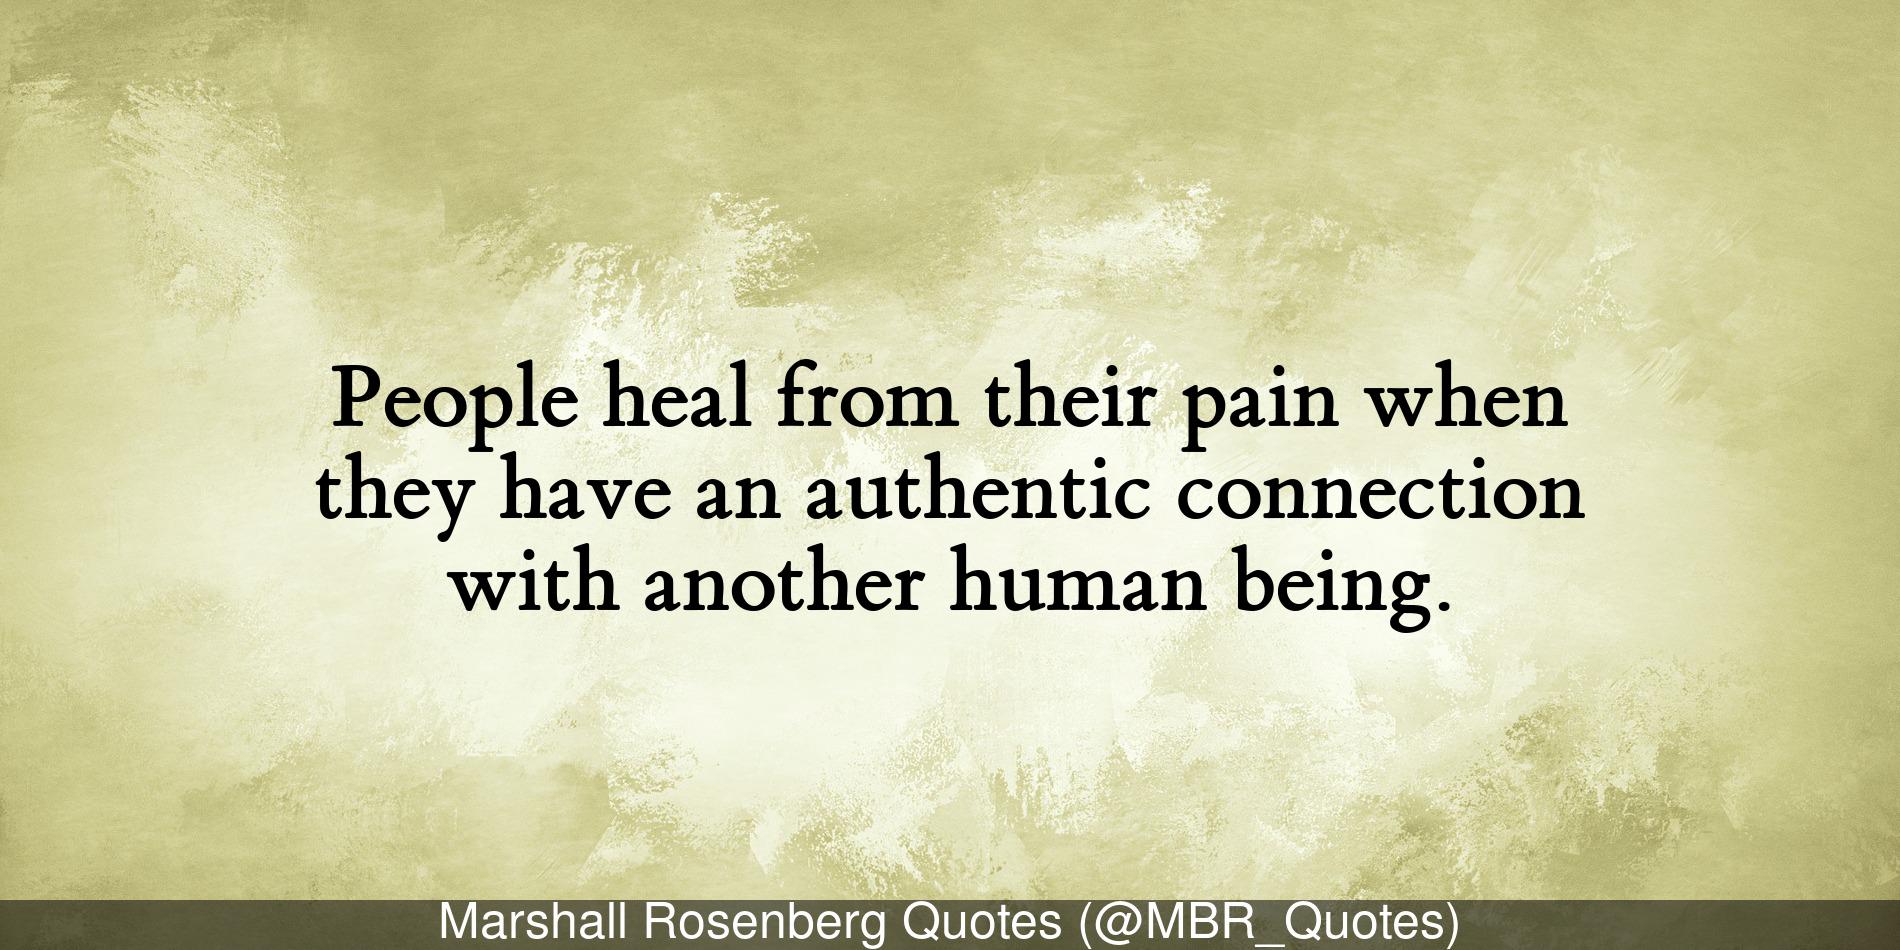 People heal from their pain when
they have an authentic connection
with another human being.
Marshall Rosenberg Quotes (@MBR_Quotes)